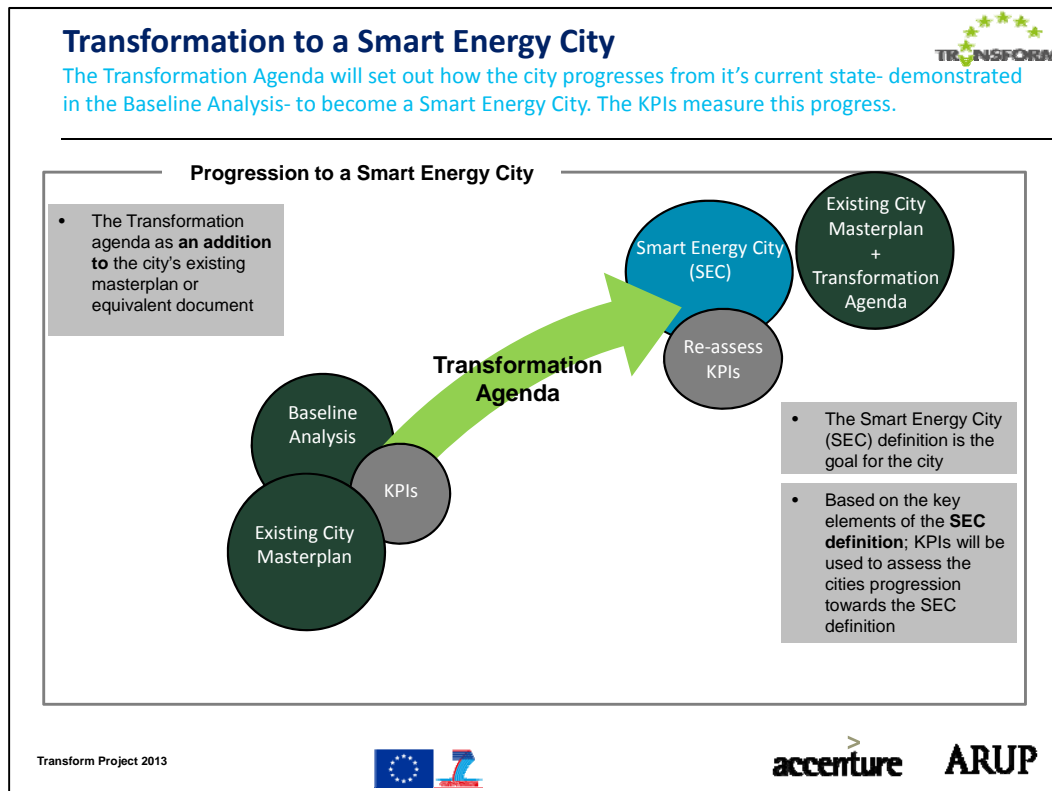 Transformation to a Smart Energy City
TRANSFORM
The Transformation Agenda will set out how the city progresses from it's current state- demonstrated
in the Baseline Analysis- to become a Smart Energy City. The KPIs measure this progress.
Progression to a Smart Energy City
• The Transformation
agenda as an addition
to the city's existing
masterplan or
equivalent document
Smart Energy City
(SEC)
Existing City
Masterplan
+
Transformation
Agenda
Re-assess
KPIs
Transformation
Agenda
Baseline
Analysis
KPIs
Existing City
Masterplan
• The Smart Energy City
(SEC) definition is the
goal for the city
• Based on the key
elements of the SEC
definition; KPIs will be
used to assess the
cities progression
towards the SEC
definition
Transform Project 2013
7
>
accenture
ARUP